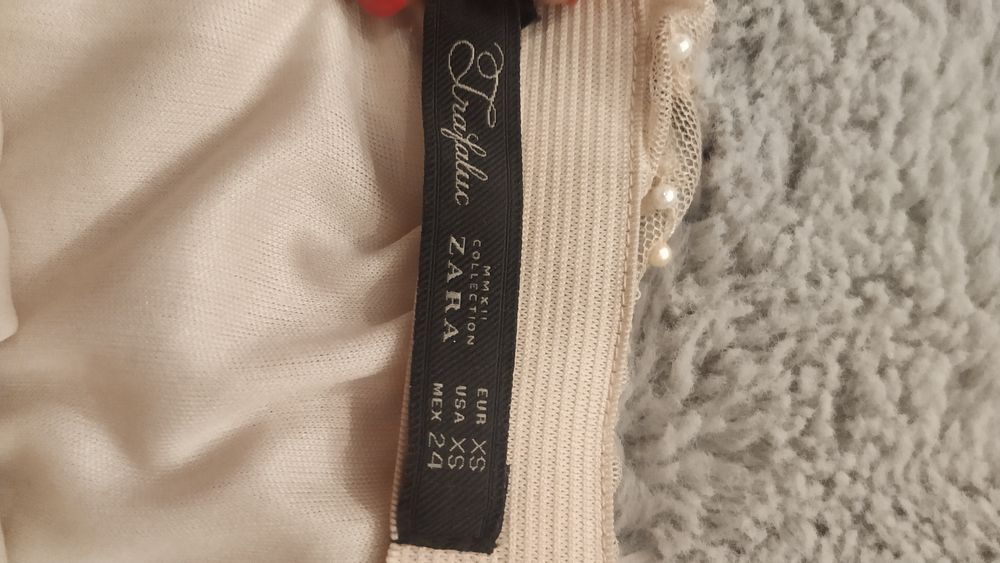 Trafaluc
MMXII
COLLECTION
ZARA
EUR XS
USA XS
MEX 24